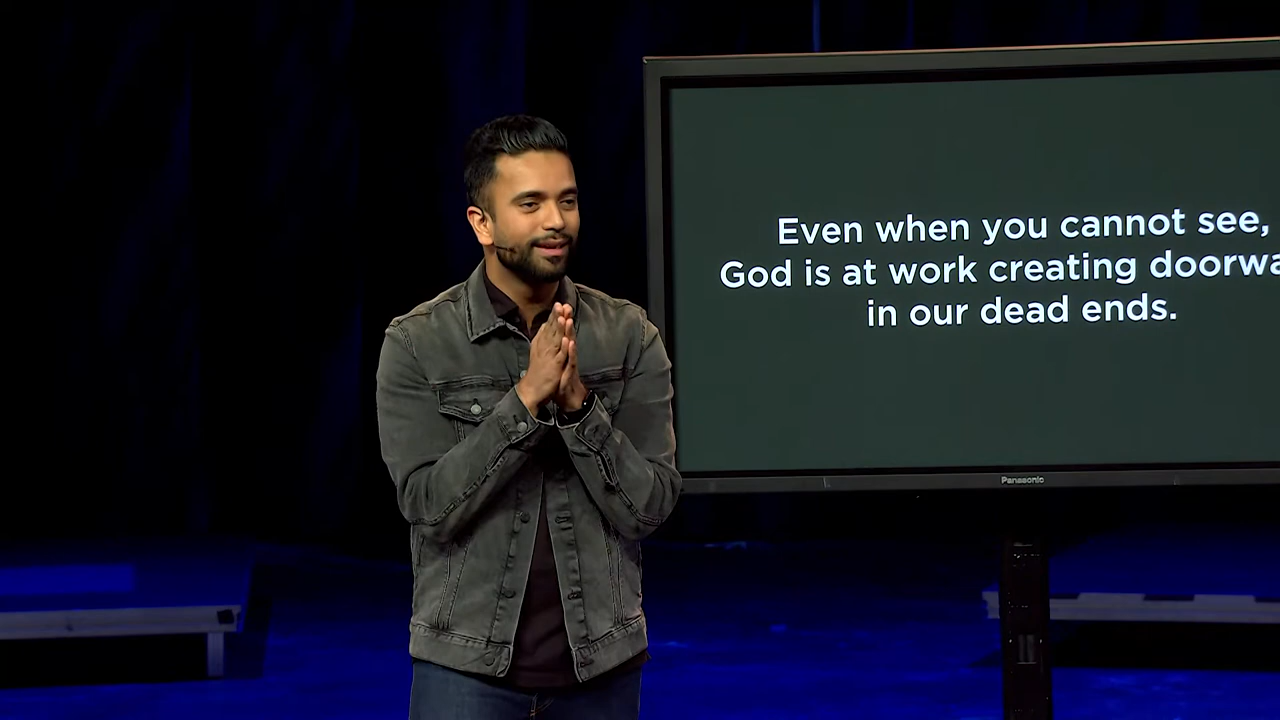 Even when you cannot see,
God is at work creating doorwa
in our dead ends.
Panasonic